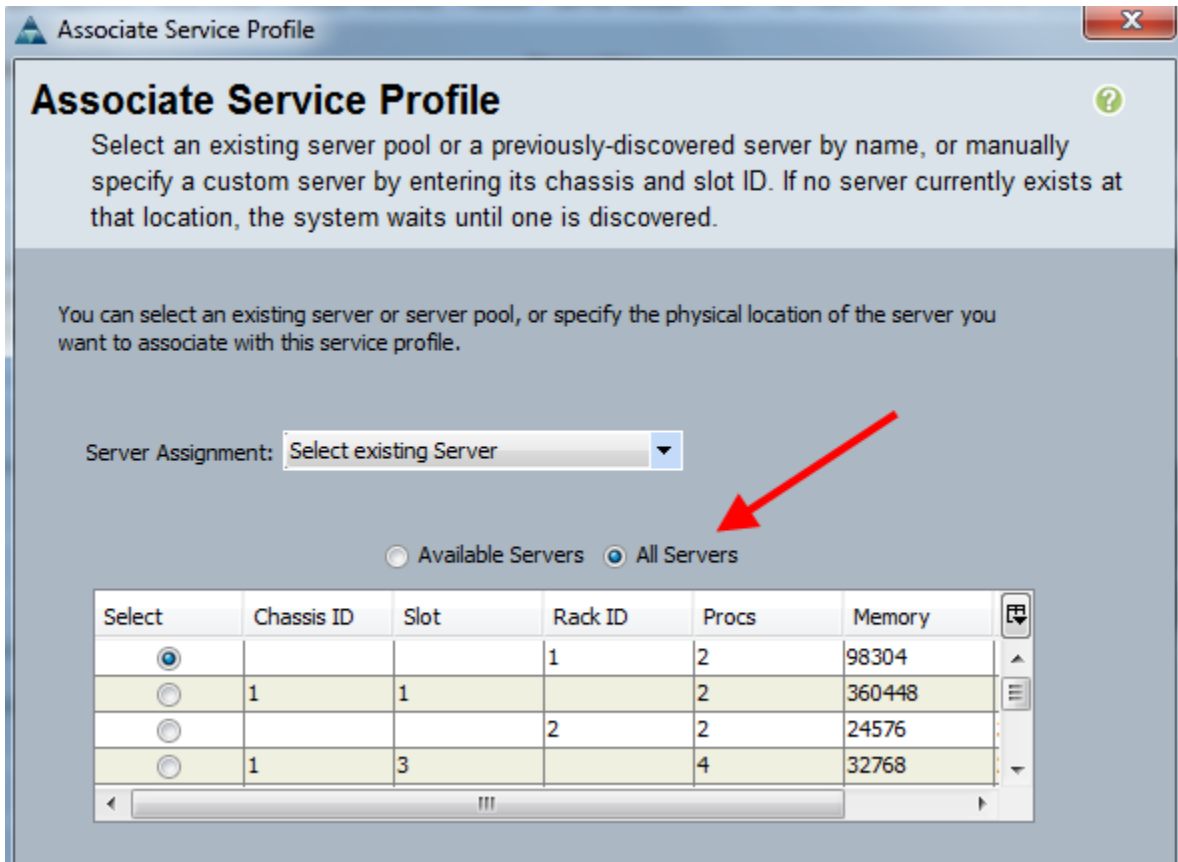 Associate Service Profile
Associate Service Profile
Select an existing server pool or a previously-discovered server by name, or manually
specify a custom server by entering its chassis and slot ID. If no server currently exists at
that location, the system waits until one is discovered.
You can select an existing server or server pool, or specify the physical location of the server you
want to associate with this service profile.
Server Assignment: Select existing Server
Available Servers All Servers
Select Chassis ID Slot Rack ID Procs Memory
1 2 98304
1 1 2 360448
2 2 24576
1 3 4 32768